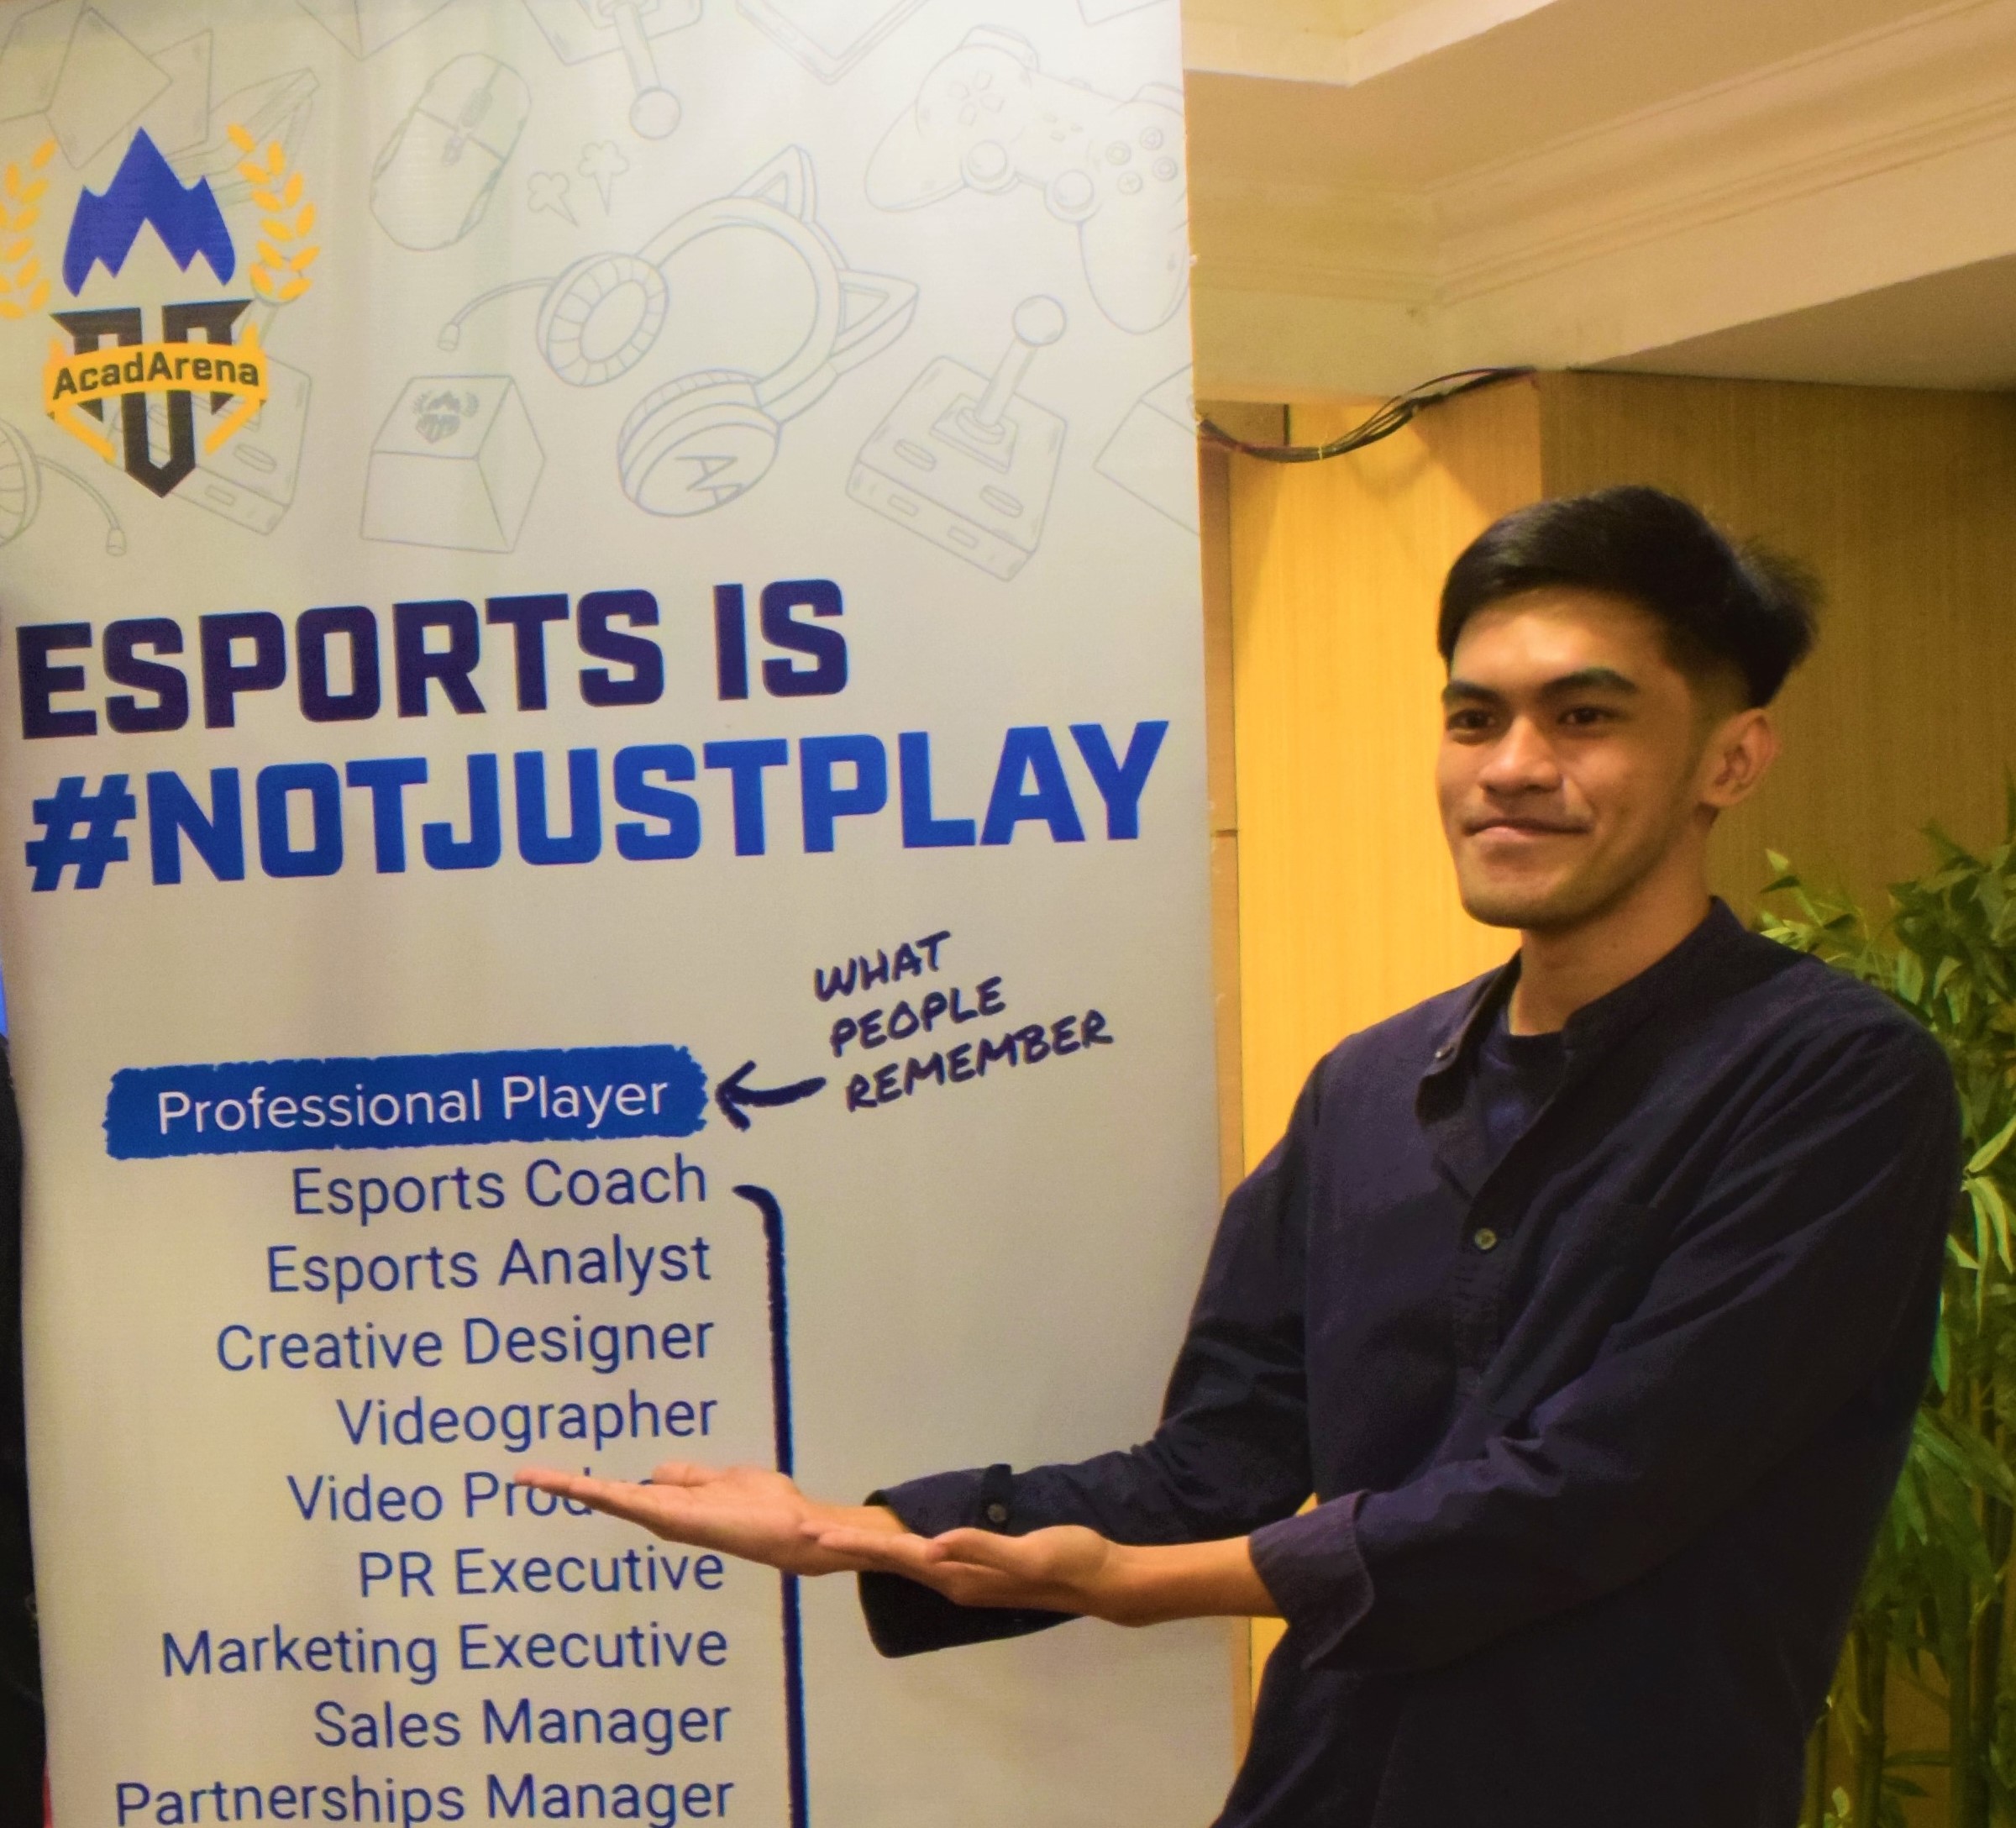 AcadArena
ESPORTS IS
#NOTJUSTPLAY
WHAT
PEOPLE
REMEMBER
Professional Player
Esports Coach
Esports Analyst
Creative Designer
Videographer
Video
PR Executive
Marketing Executive
Sales Manager
Partnerships Manager